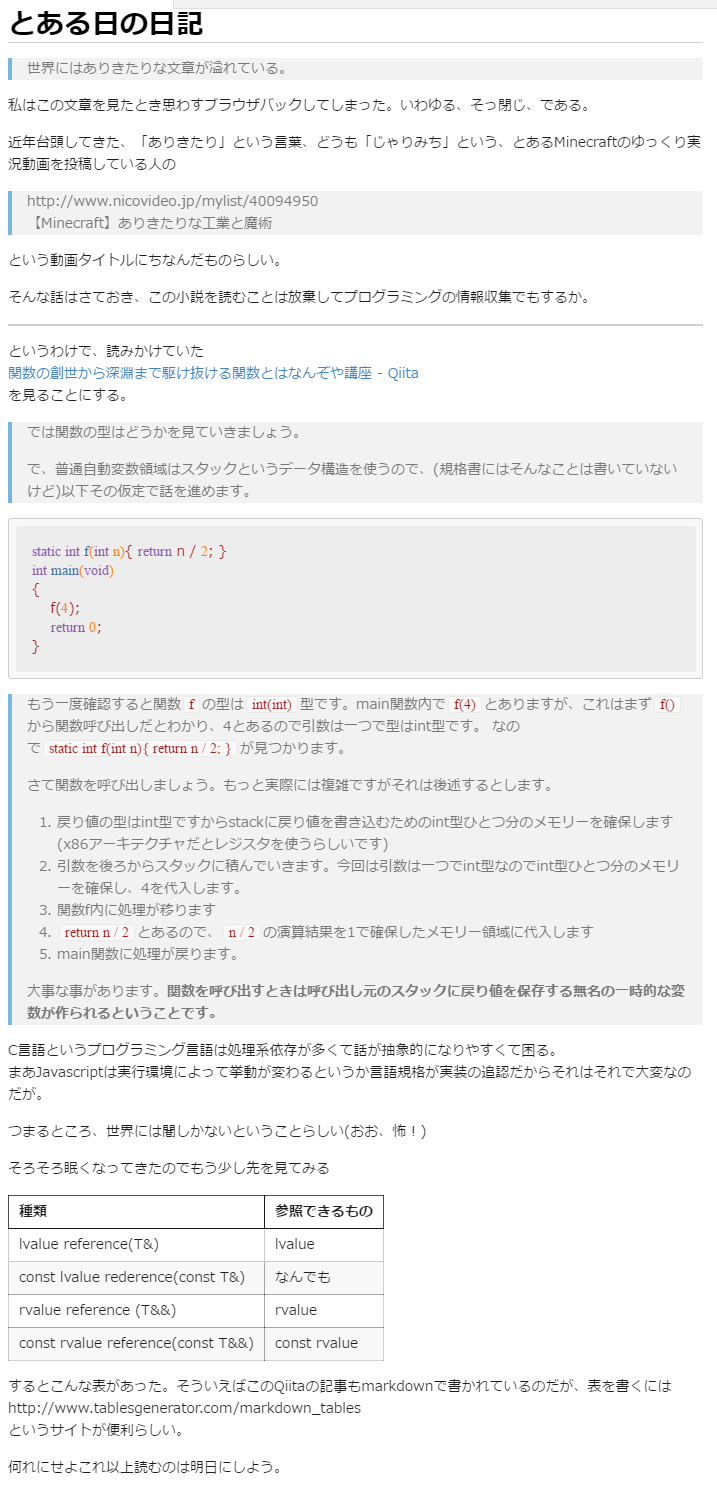 とある日の日記
世界にはありきたりな文章が溢れている。
私はこの文章を見たとき思わずブラウザバックしてしまった。いわゆる、そっ閉じ、である。
近年台頭してきた、「ありきたり」という言葉、どうも「じゃりみち」という、とあるMinecraftのゆっくり実
況動画を投稿している人の
http://www.nicovideo.jp/mylist/40094950
【Minecraft】ありきたりな工業と魔術
という動画タイトルにちなんだものらしい。
そんな話はさておき、この小説を読むことは放棄してプログラミングの情報収集でもするか。
というわけで、読みかけていた
関数の創世から深淵まで駆け抜ける関数とはなんぞや講座 - Qiita
を見ることにする。
では関数の型はどうかを見ていきましょう。
で、普通自動変数領域はスタックというデータ構造を使うので、(規格書にはそんなことは書いていない
けど)以下その仮定で話を進めます。
static int f(int n){ return n / 2; }
int main(void)
{
f(4);
return 0;
}
もう一度確認すると関数 f の型は int(int) 型です。main関数内で f(4) とありますが、これはまず f()
から関数呼び出しだとわかり、4とあるので引数は一つで型はint型です。 なの
で static int f(int n){ return n / 2; } が見つかります。
さて関数を呼び出しましょう。もっと実際には複雑ですがそれは後述するとします。
1. 戻り値の型はint型ですからstackに戻り値を書き込むためのint型ひとつ分のメモリーを確保します
(x86アーキテクチャだとレジスタを使うらしいです)
2. 引数を後ろからスタックに積んでいきます。今回は引数は一つでint型なのでint型ひとつ分のメモリ
ーを確保し、4を代入します。
3. 関数f内に処理が移ります
4. return n / 2 とあるので、 n / 2 の演算結果を1で確保したメモリー領域に代入します
5. main関数に処理が戻ります。
大事な事があります。関数を呼び出すときは呼び出し元のスタックに戻り値を保存する無名の一時的な変
数が作られるということです。
C言語というプログラミング言語は処理系依存が多くて話が抽象的になりやすくて困る。
まあJavascriptは実行環境によって挙動が変わるというか言語規格が実装の追認だからそれはそれで大変なの
だが。
つまるところ、世界には闇しかないということらしい(おお、怖！)
そろそろ眠くなってきたのでもう少し先を見てみる
種類 参照できるもの
lvalue reference(T&) lvalue
const lvalue rederence(const T&) なんでも
rvalue reference (T&&) rvalue
const rvalue reference(const T&&) const rvalue
するとこんな表があった。そういえばこのQiitaの記事もmarkdownで書かれているのだが、表を書くには
http://www.tablesgenerator.com/markdown_tables
というサイトが便利らしい。
何れにせよこれ以上読むのは明日にしよう。